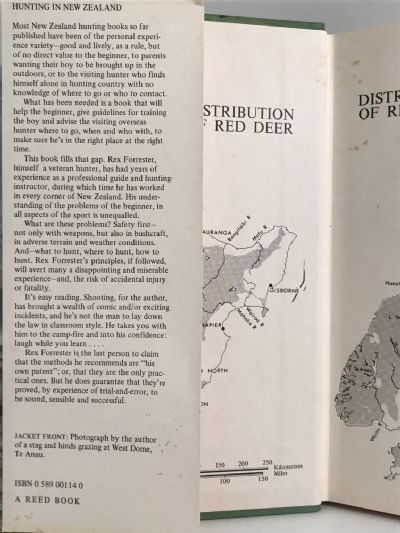 HUNTING IN NEW ZEALAND
Most New Zealand hunting books so far
published have been of the personal experi-
ence variety—good and lively, as a rule, but
of no direct value to the beginner, to parents
wanting their boy to be brought up in the
outdoors, or to the visiting hunter who finds
himself alone in hunting country with no
knowledge of where to go or who to contact.
What has been needed is a book that will
help the beginner, give guidelines for training
the boy and advise the visiting overseas
hunter where to go, when and who with, to
make sure he's in the right place at the right
time.
This book fills that gap. Rex Forrester,
himself a veteran hunter, has had years of
experience as a professional guide and hunting-
instructor, during which time he has worked
in every corner of New Zealand. His under-
standing of the problems of the beginner, in
all aspects of the sport is unequalled.
What are these problems? Safety first—
not only with weapons, but also in bushcraft,
in adverse terrain and weather conditions.
And—what to hunt, where to hunt, how to
hunt. Rex Forrester's principles, if followed,
will avert many a disappointing and miserable
experience—and, the risk of accidental injury
or fatality.
It's easy reading. Shooting, for the author,
has brought a wealth of comic and/or exciting
incidents, and he's not the man to lay down
the law in classroom style. He takes you with
him to the camp-fire and into his confidence:
laugh while you learn . . . .
Rex Forrester is the last person to claim
that the methods he recommends are "his
own patent"; or, that they are the only prac-
tical ones. But he does guarantee that they're
proved, by experience of trial-and-error, to
be sound, sensible and successful.
JACKET FRONT: Photograph by the author
of a stag and hinds grazing at West Dome,
Te Anau.
ISBN 0 589 00114 0
A REED BOOK
STRIBUTION
F RED DEER
AURANGA
Rangitaiki R
Motu R
GISBORNE
Wairoa R
Mohaka R
NAPIER
NORTH
ON
150 200 250 Kilometres
100 150 Miles
DISTR
OF RE
Te Anau